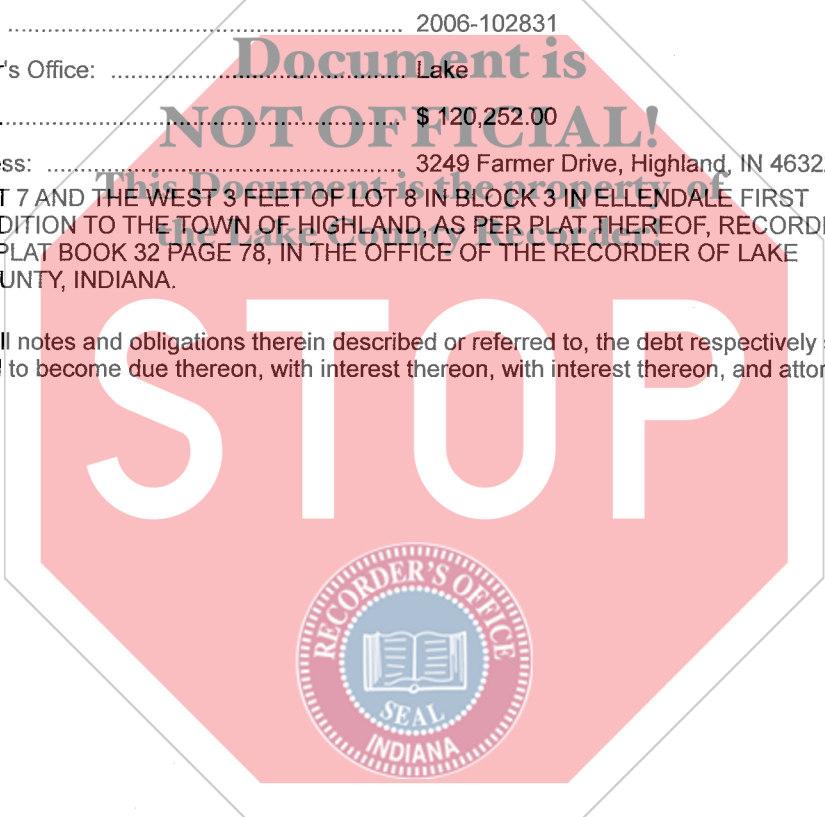 ........................................................................ 2006-102831
Document is
r's Office: ...................................................... Lake
NOT OFFICIAL!
........................................................................ $ 120,252.00
ss: ................................................................ 3249 Farmer Drive, Highland, IN 4632
This Document is the property of
T 7 AND THE WEST 3 FEET OF LOT 8 IN BLOCK 3 IN ELLENDALE FIRST
DITION TO THE TOWN OF HIGHLAND, AS PER PLAT THEREOF, RECORD
the Lake County Recorder!
PLAT BOOK 32 PAGE 78, IN THE OFFICE OF THE RECORDER OF LAKE
UNTY, INDIANA.
ll notes and obligations therein described or referred to, the debt respectively
to become due thereon, with interest thereon, with interest thereon, and attor
STOP
RECORDER'S OFFICE
SEAL
INDIANA